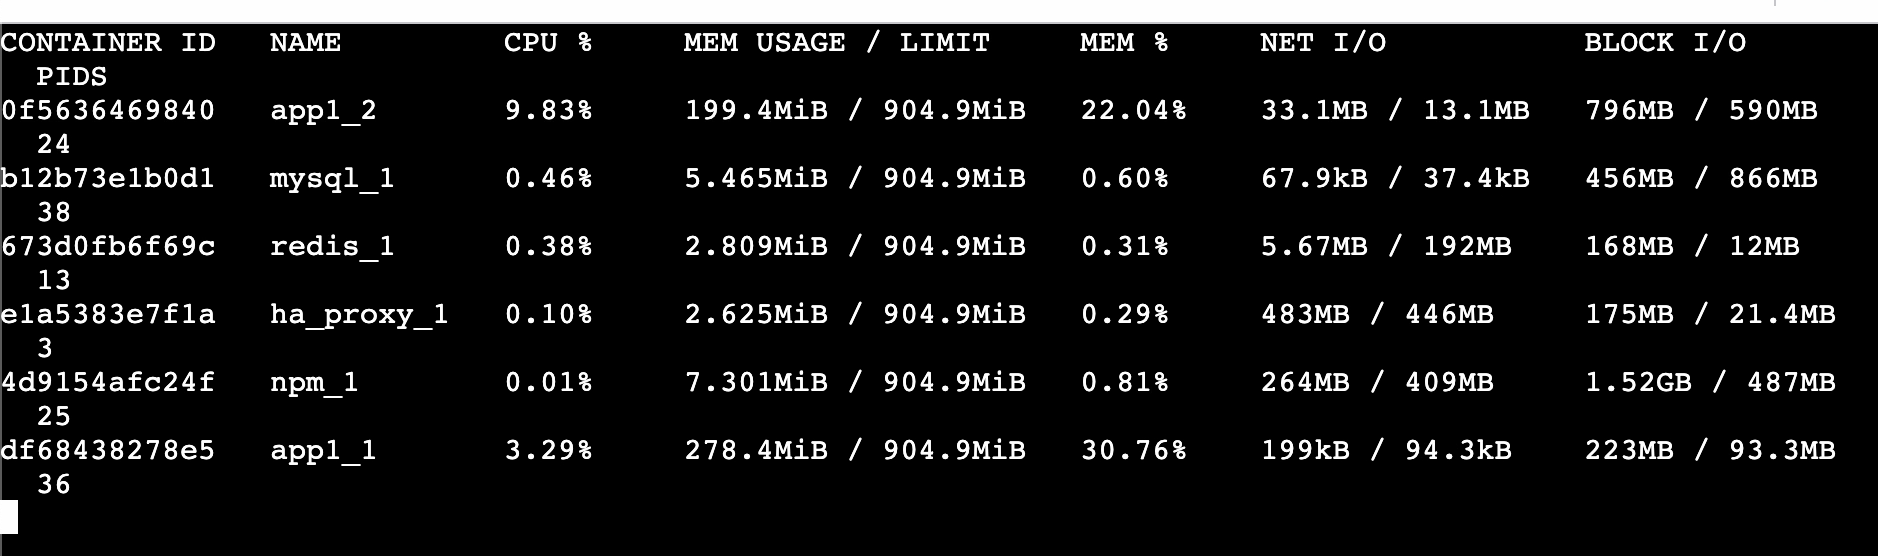 CONTAINER ID   NAME         CPU %     MEM USAGE / LIMIT     MEM %     NET I/O           BLOCK I/O
  PIDS
0f5636469840   app1_2       9.83%     199.4MiB / 904.9MiB   22.04%    33.1MB / 13.1MB   796MB / 590MB
  24
b12b73e1b0d1   mysql_1      0.46%     5.465MiB / 904.9MiB   0.60%     67.9kB / 37.4kB   456MB / 866MB
  38
673d0fb6f69c   redis_1      0.38%     2.809MiB / 904.9MiB   0.31%     5.67MB / 192MB    168MB / 12MB
  13
e1a5383e7f1a   ha_proxy_1   0.10%     2.625MiB / 904.9MiB   0.29%     483MB / 446MB     175MB / 21.4MB
  3
4d9154afc24f   npm_1        0.01%     7.301MiB / 904.9MiB   0.81%     264MB / 409MB     1.52GB / 487MB
  25
df68438278e5   app1_1       3.29%     278.4MiB / 904.9MiB   30.76%    199kB / 94.3kB    223MB / 93.3MB
  36